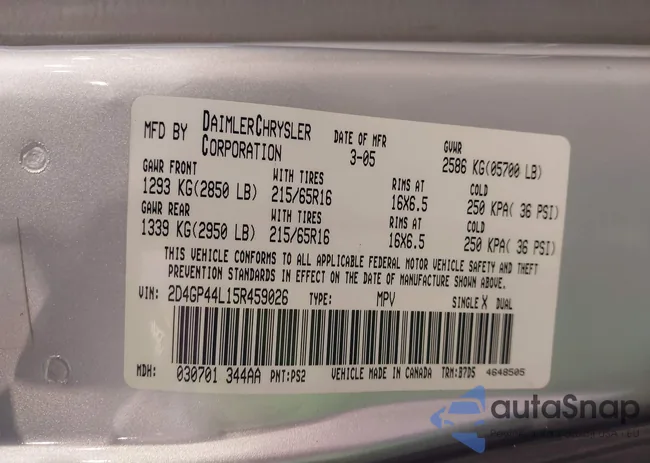 MFD BY DAIMLERCHRYSLER CORPORATION DATE OF MFR 3-05 GVWR 2586 KG(05700 LB)
GAWR FRONT WITH TIRES RIMS AT COLD
1293 KG(2850 LB) 215/65R16 16X6.5 250 KPA( 36 PSI)
GAWR REAR WITH TIRES RIMS AT COLD
1339 KG(2950 LB) 215/65R16 16X6.5 250 KPA( 36 PSI)
THIS VEHICLE CONFORMS TO ALL APPLICABLE FEDERAL MOTOR VEHICLE SAFETY AND THEFT
PREVENTION STANDARDS IN EFFECT ON THE DATE OF MANUFACTURE SHOWN ABOVE.
VIN: 2D4GP44L15R459026 TYPE: MPV SINGLE X DUAL
MDH: 030701 344AA PNT:PS2 VEHICLE MADE IN CANADA TRM:B7D5 4648505
autoSnap